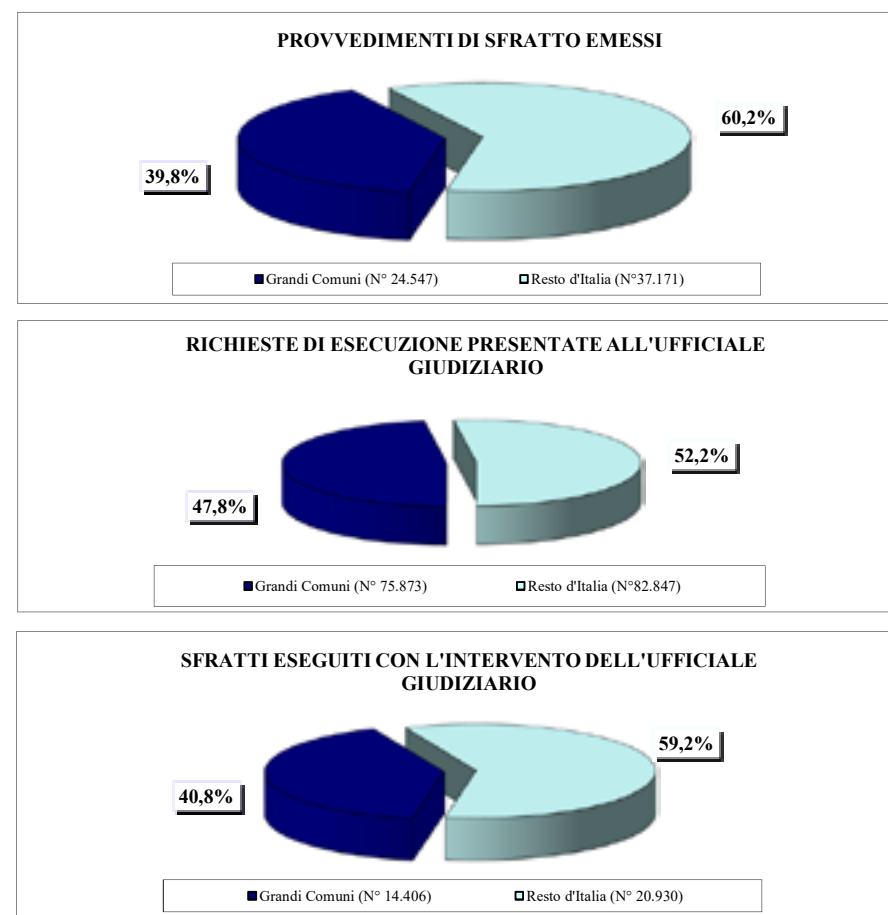 PROVVEDIMENTI DI SFRATTO EMESSI
60,2%
39,8%
Grandi Comuni (N° 24.547) Resto d'Italia (N°37.171)
RICHIESTE DI ESECUZIONE PRESENTATE ALL'UFFICIALE
GIUDIZIARIO
52,2%
47,8%
Grandi Comuni (N° 75.873) Resto d'Italia (N°82.847)
SFRATTI ESEGUITI CON L'INTERVENTO DELL'UFFICIALE
GIUDIZIARIO
59,2%
40,8%
Grandi Comuni (N° 14.406) Resto d'Italia (N° 20.930)